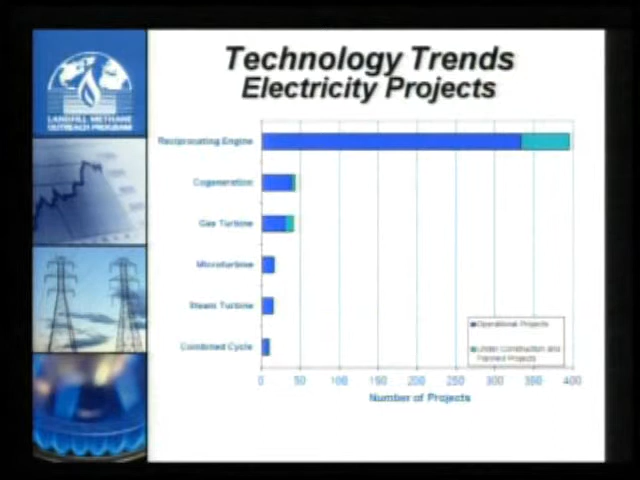 Technology Trends
Electricity Projects
LANDFILL METHANE
OUTREACH PROGRAM
Reciprocating Engine
Cogeneration
Gas Turbine
Microturbine
Steam Turbine
Combined Cycle
Operational Projects
Under Construction and
Planned Projects
0 50 100 150 200 250 300 350 400
Number of Projects